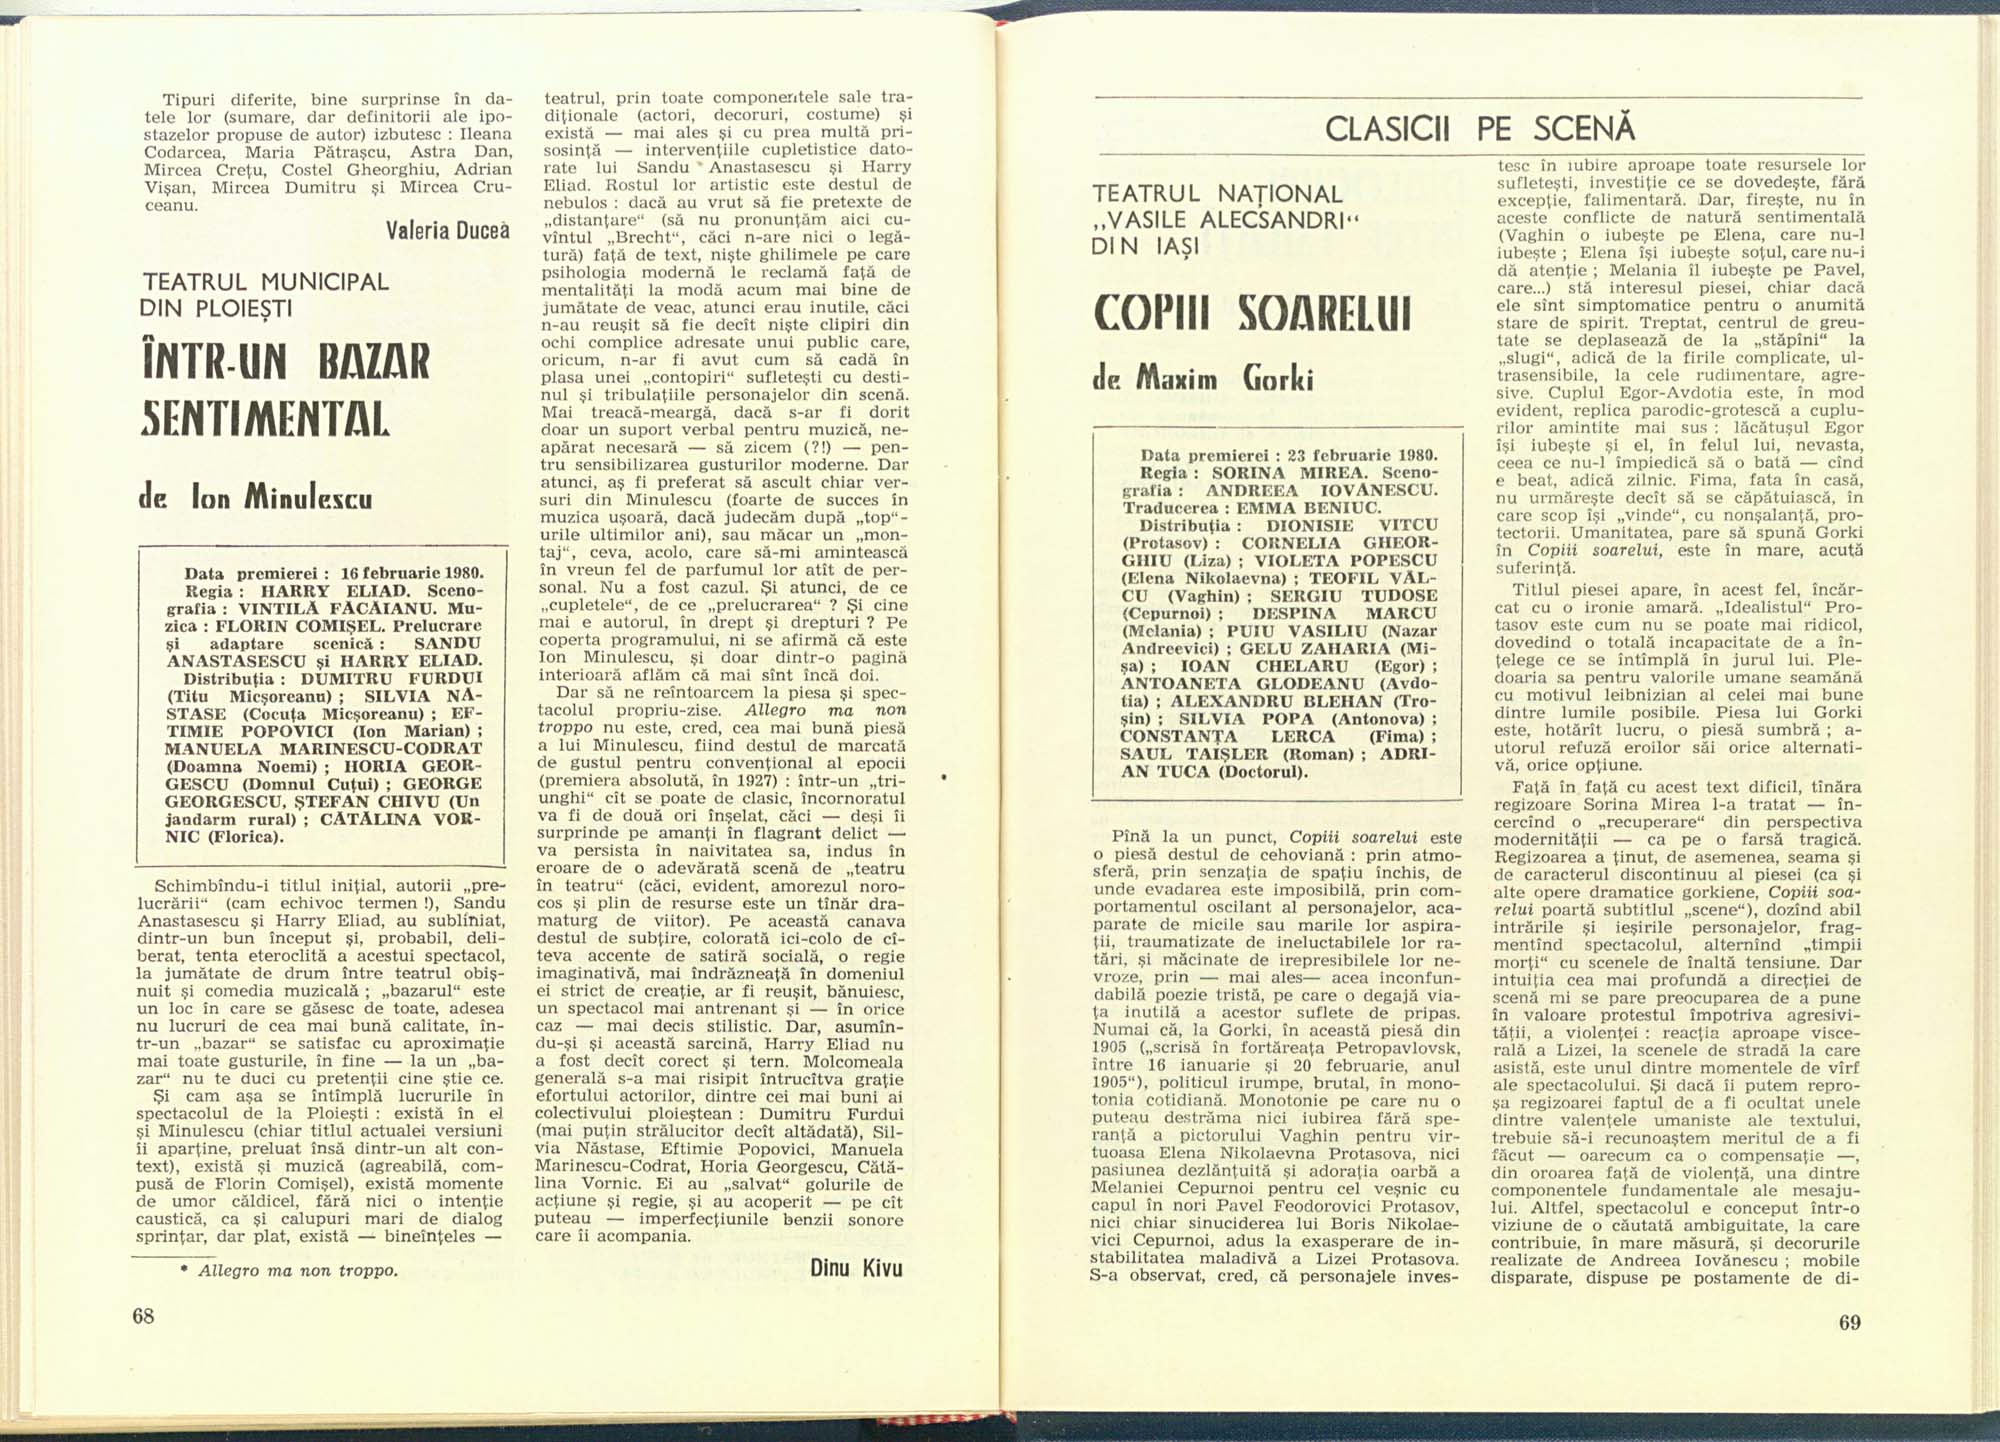 Tipuri diferite, bine surprinse în da-
tele lor (sumare, dar definitorii ale ipo-
stazelor propuse de autor) izbutesc : Ileana
Codarcea, Maria Pătrașcu, Astra Dan,
Mircea Crețu, Costel Gheorghiu, Adrian
Vișan, Mircea Dumitru și Mircea Cru-
ceanu.
Valeria Ducea
TEATRUL MUNICIPAL
DIN PLOIEȘTI
ÎNTR-UN BAZAR
SENTIMENTAL
de Ion Minulescu
Data premierei : 16 februarie 1980.
Regia : HARRY ELIAD. Sceno-
grafia : VINTILĂ FĂCĂIANU. Mu-
zica : FLORIN COMIȘEL. Prelucrare
și adaptare scenică : SANDU
ANASTASESCU și HARRY ELIAD.
Distribuția : DUMITRU FURDUI
(Titu Micșoreanu) ; SILVIA NĂ-
STASE (Cocuța Micșoreanu) ; EF-
TIMIE POPOVICI (Ion Marian) ;
MANUELA MARINESCU-CODRAT
(Doamna Noemi) ; HORIA GEOR-
GESCU (Domnul Cuțui) ; GEORGE
GEORGESCU, ȘTEFAN CHIVU (Un
jandarm rural) ; CĂTĂLINA VOR-
NIC (Florica).
Schimbîndu-i titlul inițial, autorii „pre-
lucrării“ (cam echivoc termen !), Sandu
Anastasescu și Harry Eliad, au subliniat,
dintr-un bun început și, probabil, deli-
berat, tenta eteroclită a acestui spectacol,
la jumătate de drum între teatrul obiș-
nuit și comedia muzicală ; „bazarul“ este
un loc în care se găsesc de toate, adesea
nu lucruri de cea mai bună calitate, în-
tr-un „bazar“ se satisfac cu aproximație
mai toate gusturile, în fine — la un „ba-
zar“ nu te duci cu pretenții cine știe ce.
Și cam așa se întîmplă lucrurile în
spectacolul de la Ploiești : există în el
și Minulescu (chiar titlul actualei versiuni
îi aparține, preluat însă dintr-un alt con-
text), există și muzică (agreabilă, com-
pusă de Florin Comișel), există momente
de umor căldicel, fără nici o intenție
caustică, ca și calupuri mari de dialog
sprințar, dar plat, există — bineînțeles —
* Allegro ma non troppo.
68
teatrul, prin toate componentele sale tra-
diționale (actori, decoruri, costume) și
există — mai ales și cu prea multă pri-
sosință — intervențiile cupletistice dato-
rate lui Sandu Anastasescu și Harry
Eliad. Rostul lor artistic este destul de
nebulos : dacă au vrut să fie pretexte de
„distanțare“ (să nu pronunțăm aici cu-
vîntul „Brecht“, căci n-are nici o legă-
tură) față de text, niște ghilimele pe care
psihologia modernă le reclamă față de
mentalități la modă acum mai bine de
jumătate de veac, atunci erau inutile, căci
n-au reușit să fie decît niște clipiri din
ochi complice adresate unui public care,
oricum, n-ar fi avut cum să cadă în
plasa unei „contopiri“ sufletești cu desti-
nul și tribulațiile personajelor din scenă.
Mai treacă-meargă, dacă s-ar fi dorit
doar un suport verbal pentru muzică, ne-
apărat necesară — să zicem (?!) — pen-
tru sensibilizarea gusturilor moderne. Dar
atunci, aș fi preferat să ascult chiar ver-
suri din Minulescu (foarte de succes în
muzica ușoară, dacă judecăm după „top“-
urile ultimilor ani), sau măcar un „mon-
taj“, ceva, acolo, care să-mi amintească
în vreun fel de parfumul lor atît de per-
sonal. Nu a fost cazul. Și atunci, de ce
„cupletele“, de ce „prelucrarea“ ? Și cine
mai e autorul, în drept și drepturi ? Pe
coperta programului, ni se afirmă că este
Ion Minulescu, și doar dintr-o pagină
interioară aflăm că mai sînt încă doi.
Dar să ne reîntoarcem la piesa și spec-
tacolul propriu-zise. Allegro ma non
troppo nu este, cred, cea mai bună piesă
a lui Minulescu, fiind destul de marcată
de gustul pentru convențional al epocii
(premiera absolută, în 1927) : într-un „tri-
unghi“ cît se poate de clasic, încornoratul
va fi de două ori înșelat, căci — deși îi
surprinde pe amanți în flagrant delict —
va persista în naivitatea sa, indus în
eroare de o adevărată scenă de „teatru
în teatru“ (căci, evident, amorezul noro-
cos și plin de resurse este un tînăr dra-
maturg de viitor). Pe această canava
destul de subțire, colorată ici-colo de cî-
teva accente de satiră socială, o regie
imaginativă, mai îndrăzneață în domeniul
ei strict de creație, ar fi reușit, bănuiesc,
un spectacol mai antrenant și — în orice
caz — mai decis stilistic. Dar, asumîn-
du-și și această sarcină, Harry Eliad nu
a fost decît corect și tern. Molcomeala
generală s-a mai risipit întrucîtva grație
efortului actorilor, dintre cei mai buni ai
colectivului ploieștean : Dumitru Furdui
(mai puțin strălucitor decît altădată), Sil-
via Năstase, Eftimie Popovici, Manuela
Marinescu-Codrat, Horia Georgescu, Cătă-
lina Vornic. Ei au „salvat“ golurile de
acțiune și regie, și au acoperit — pe cît
puteau — imperfecțiunile benzii sonore
care îi acompania.
Dinu Kivu
CLASICII PE SCENĂ
TEATRUL NAȚIONAL
„VASILE ALECSANDRI“
DIN IAȘI
COPIII SOARELUI
de Maxim Gorki
Data premierei : 23 februarie 1980.
Regia : SORINA MIREA. Sceno-
grafia : ANDREEA IOVĂNESCU.
Traducerea : EMMA BENIUC.
Distribuția : DIONISIE VITCU
(Protasov) : CORNELIA GHEOR-
GHIU (Liza) ; VIOLETA POPESCU
(Elena Nikolaevna) ; TEOFIL VÂL-
CU (Vaghin) ; SERGIU TUDOSE
(Cepurnoi) ; DESPINA MARCU
(Melania) ; PUIU VASILIU (Nazar
Andreevici) ; GELU ZAHARIA (Mi-
șa) ; IOAN CHELARU (Egor) ;
ANTOANETA GLODEANU (Avdo-
tia) ; ALEXANDRU BLEHAN (Tro-
șin) ; SILVIA POPA (Antonova) ;
CONSTANȚA LERCA (Fima) ;
SAUL TAIȘLER (Roman) ; ADRI-
AN TUCA (Doctorul).
Pînă la un punct, Copiii soarelui este
o piesă destul de cehoviană : prin atmo-
sferă, prin senzația de spațiu închis, de
unde evadarea este imposibilă, prin com-
portamentul oscilant al personajelor, aca-
parate de micile sau marile lor aspira-
ții, traumatizate de ineluctabilele lor ra-
tări, și măcinate de irepresibilele lor ne-
vroze, prin — mai ales— acea inconfun-
dabilă poezie tristă, pe care o degajă via-
ța inutilă a acestor suflete de pripas.
Numai că, la Gorki, în această piesă din
1905 („scrisă în fortăreața Petropavlovsk,
între 16 ianuarie și 20 februarie, anul
1905“), politicul irumpe, brutal, în mono-
tonia cotidiană. Monotonie pe care nu o
puteau destrăma nici iubirea fără spe-
ranță a pictorului Vaghin pentru vir-
tuoasa Elena Nikolaevna Protasova, nici
pasiunea dezlănțuită și adorația oarbă a
Melaniei Cepurnoi pentru cel veșnic cu
capul în nori Pavel Feodorovici Protasov,
nici chiar sinuciderea lui Boris Nikolae-
vici Cepurnoi, adus la exasperare de in-
stabilitatea maladivă a Lizei Protasova.
S-a observat, cred, că personajele inves-
tesc în iubire aproape toate resursele lor
sufletești, investiție ce se dovedește, fără
excepție, falimentară. Dar, firește, nu în
aceste conflicte de natură sentimentală
(Vaghin o iubește pe Elena, care nu-l
iubește ; Elena își iubește soțul, care nu-i
dă atenție ; Melania îl iubește pe Pavel,
care...) stă interesul piesei, chiar dacă
ele sînt simptomatice pentru o anumită
stare de spirit. Treptat, centrul de greu-
tate se deplasează de la „stăpîni“ la
„slugi“, adică de la firile complicate, ul-
trasensibile, la cele rudimentare, agre-
sive. Cuplul Egor-Avdotia este, în mod
evident, replica parodic-grotescă a cuplu-
rilor amintite mai sus : lăcătușul Egor
își iubește și el, în felul lui, nevasta,
ceea ce nu-l împiedică să o bată — cînd
e beat, adică zilnic. Fima, fata în casă,
nu urmărește decît să se căpătuiască, în
care scop își „vinde“, cu nonșalanță, pro-
tectorii. Umanitatea, pare să spună Gorki
în Copiii soarelui, este în mare, acută
suferință.
Titlul piesei apare, în acest fel, încăr-
cat cu o ironie amară. „Idealistul“ Pro-
tasov este cum nu se poate mai ridicol,
dovedind o totală incapacitate de a în-
țelege ce se întîmplă în jurul lui. Ple-
doaria sa pentru valorile umane seamănă
cu motivul leibnizian al celei mai bune
dintre lumile posibile. Piesa lui Gorki
este, hotărît lucru, o piesă sumbră ; a-
utorul refuză eroilor săi orice alternati-
vă, orice opțiune.
Față în față cu acest text dificil, tînăra
regizoare Sorina Mirea l-a tratat — în-
cercînd o „recuperare“ din perspectiva
modernității — ca pe o farsă tragică.
Regizoarea a ținut, de asemenea, seama și
de caracterul discontinuu al piesei (ca și
alte opere dramatice gorkiene, Copiii soa-
relui poartă subtitlul „scene“), dozînd abil
intrările și ieșirile personajelor, frag-
mentînd spectacolul, alternînd „timpii
morți“ cu scenele de înaltă tensiune. Dar
intuiția cea mai profundă a direcției de
scenă mi se pare preocuparea de a pune
în valoare protestul împotriva agresivi-
tății, a violenței : reacția aproape visce-
rală a Lizei, la scenele de stradă la care
asistă, este unul dintre momentele de vîrf
ale spectacolului. Și dacă îi putem repro-
șa regizoarei faptul de a fi ocultat unele
dintre valențele umaniste ale textului,
trebuie să-i recunoaștem meritul de a fi
făcut — oarecum ca o compensație —,
din oroarea față de violență, una dintre
componentele fundamentale ale mesaju-
lui. Altfel, spectacolul e conceput într-o
viziune de o căutată ambiguitate, la care
contribuie, în mare măsură, și decorurile
realizate de Andreea Iovănescu ; mobile
disparate, dispuse pe postamente de di-
69